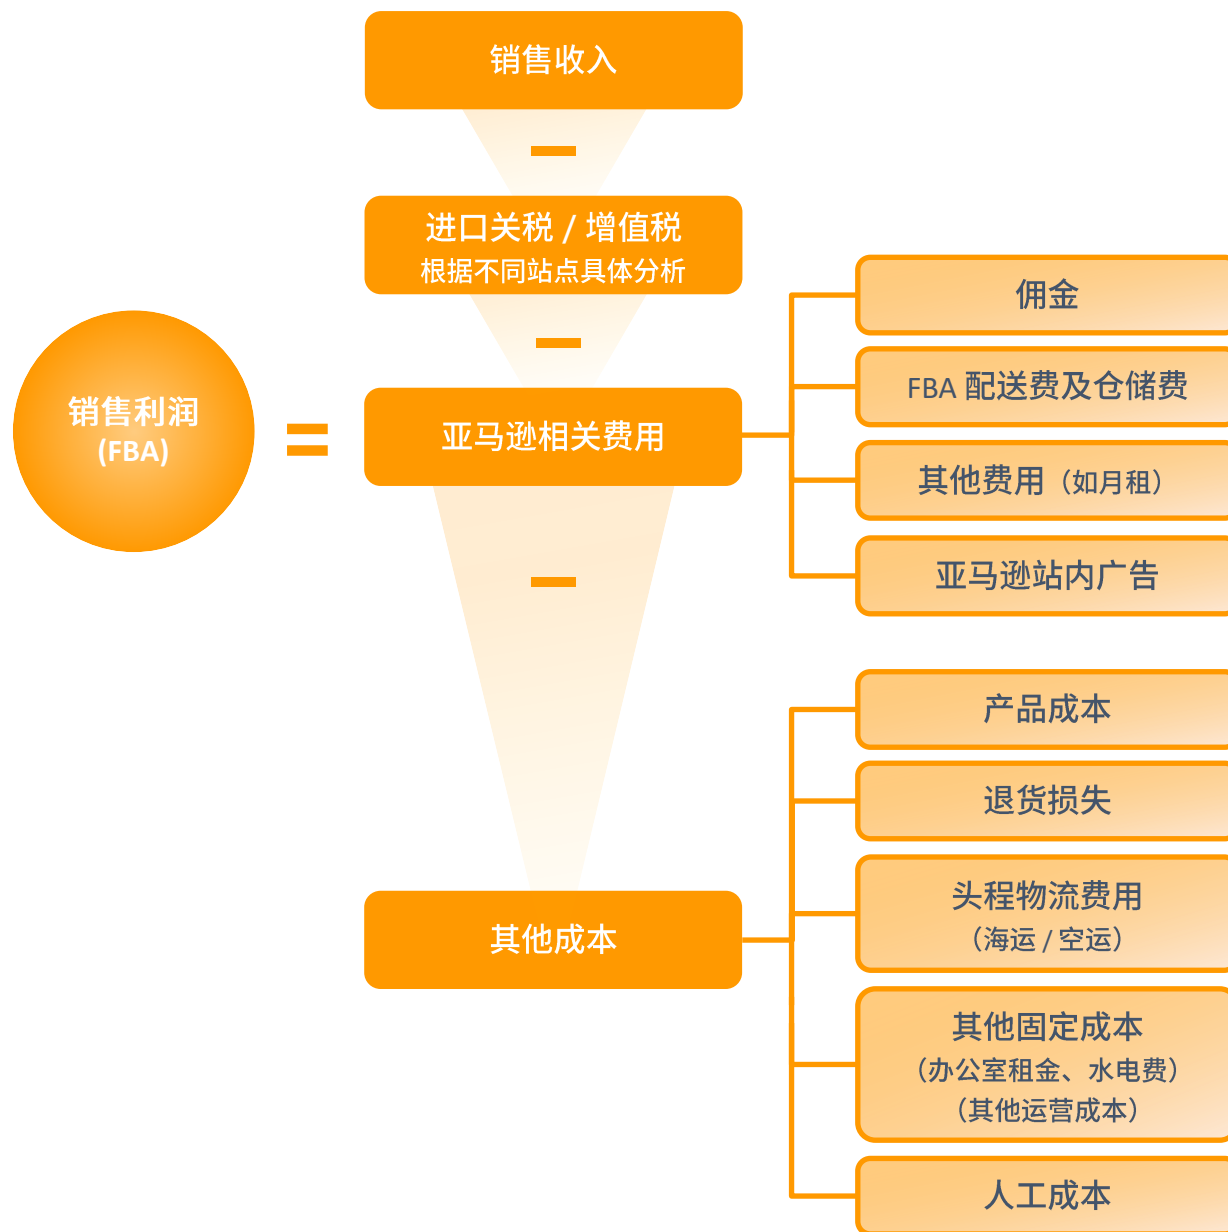 销售收入
进口关税 / 增值税
根据不同站点具体分析
销售利润
(FBA)
亚马逊相关费用
佣金
FBA 配送费及仓储费
其他费用（如月租）
亚马逊站内广告
其他成本
产品成本
退货损失
头程物流费用
（海运 / 空运）
其他固定成本
（办公室租金、水电费）
（其他运营成本）
人工成本